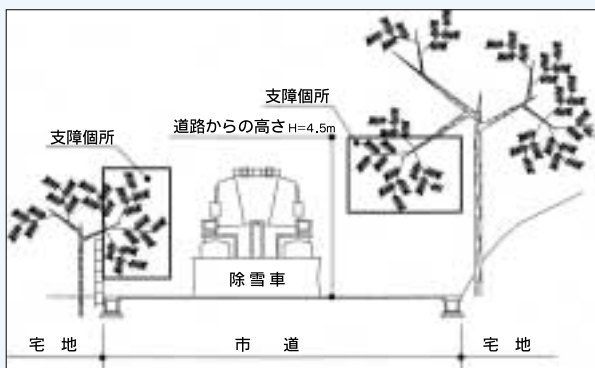 支障個所
支障個所
道路からの高さ H=4.5m
除雪車
宅 地
市 道
宅 地